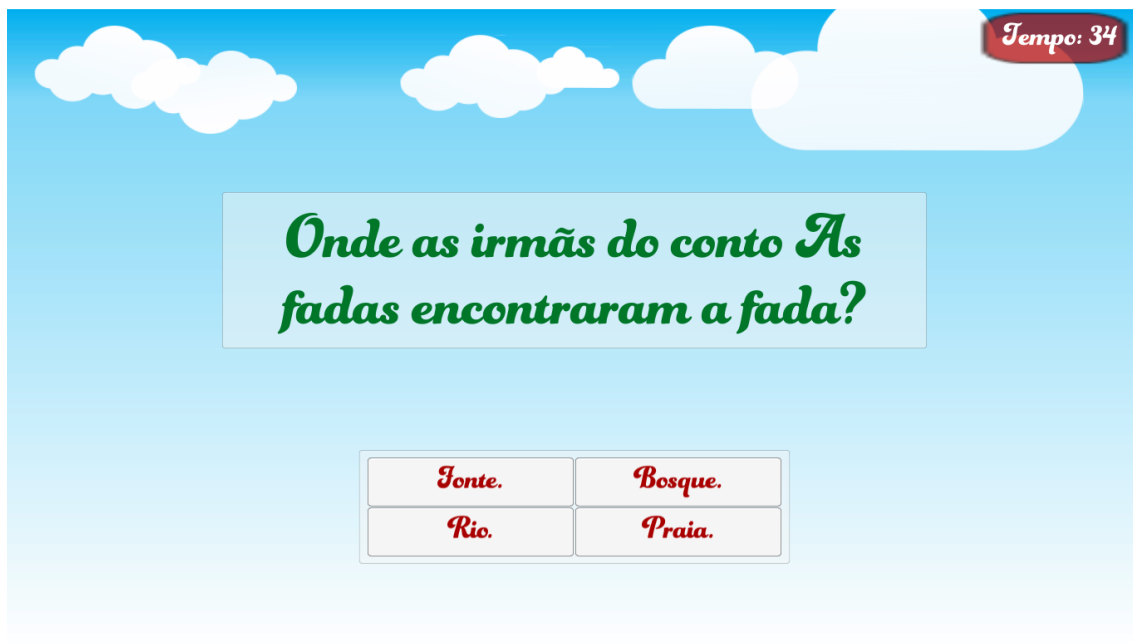 Tempo: 34
Onde as irmãs do conto As
fadas encontraram a fada?
Fonte.
Bosque.
Rio.
Praia.